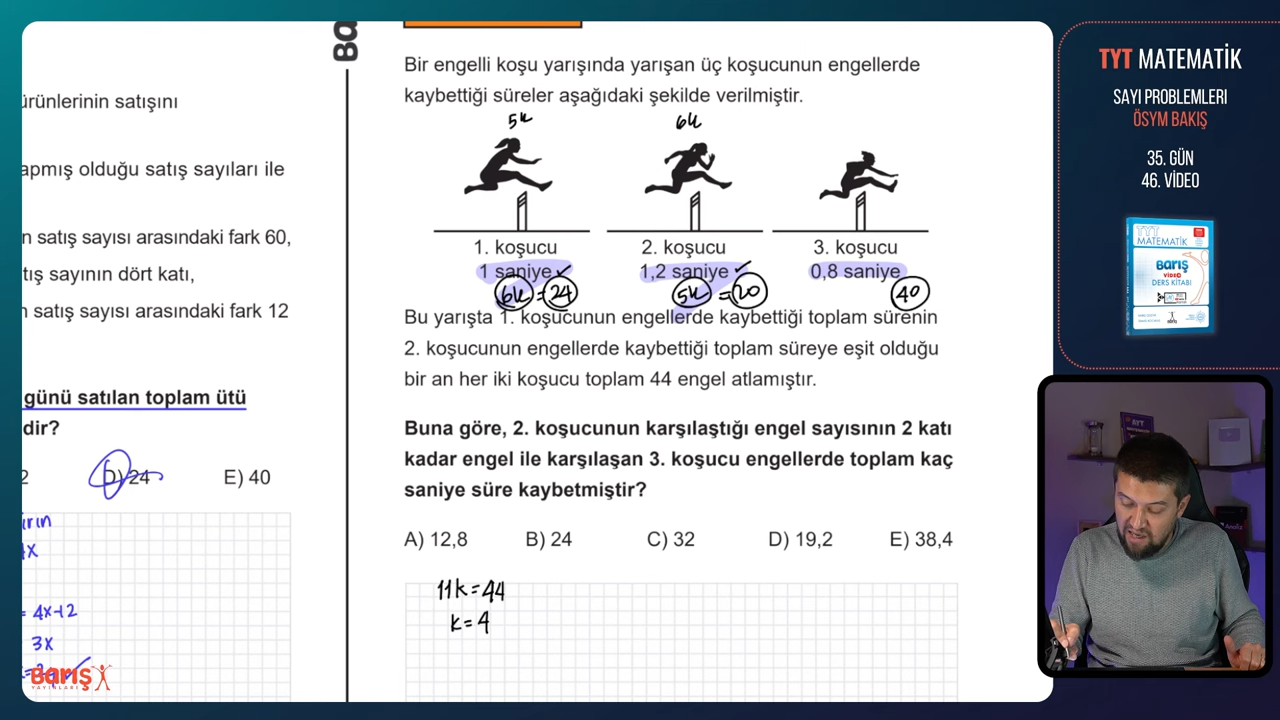 ürünlerinin satışını
apmış olduğu satış sayıları ile
n satış sayısı arasındaki fark 60,
tış sayının dört katı,
n satış sayısı arasındaki fark 12
günü satılan toplam ütü
dir?
2 D) 24 E) 40
4x+12
3x
Barış
YAYINLARI
Bir engelli koşu yarışında yarışan üç koşucunun engellerde
kaybettiği süreler aşağıdaki şekilde verilmiştir.
5k 6k
1. koşucu 2. koşucu 3. koşucu
1 saniye 1,2 saniye 0,8 saniye
6k = 24 5k = 20 40
Bu yarışta 1. koşucunun engellerde kaybettiği toplam sürenin
2. koşucunun engellerde kaybettiği toplam süreye eşit olduğu
bir an her iki koşucu toplam 44 engel atlamıştır.
Buna göre, 2. koşucunun karşılaştığı engel sayısının 2 katı
kadar engel ile karşılaşan 3. koşucu engellerde toplam kaç
saniye süre kaybetmiştir?
A) 12,8 B) 24 C) 32 D) 19,2 E) 38,4
11k=44
k=4
TYT MATEMATİK
SAYI PROBLEMLERI
ÖSYM BAKIŞ
35. GÜN
46. VİDEO
TYT
MATEMATİK
BARIŞ
VİDEO
DERS KİTABI